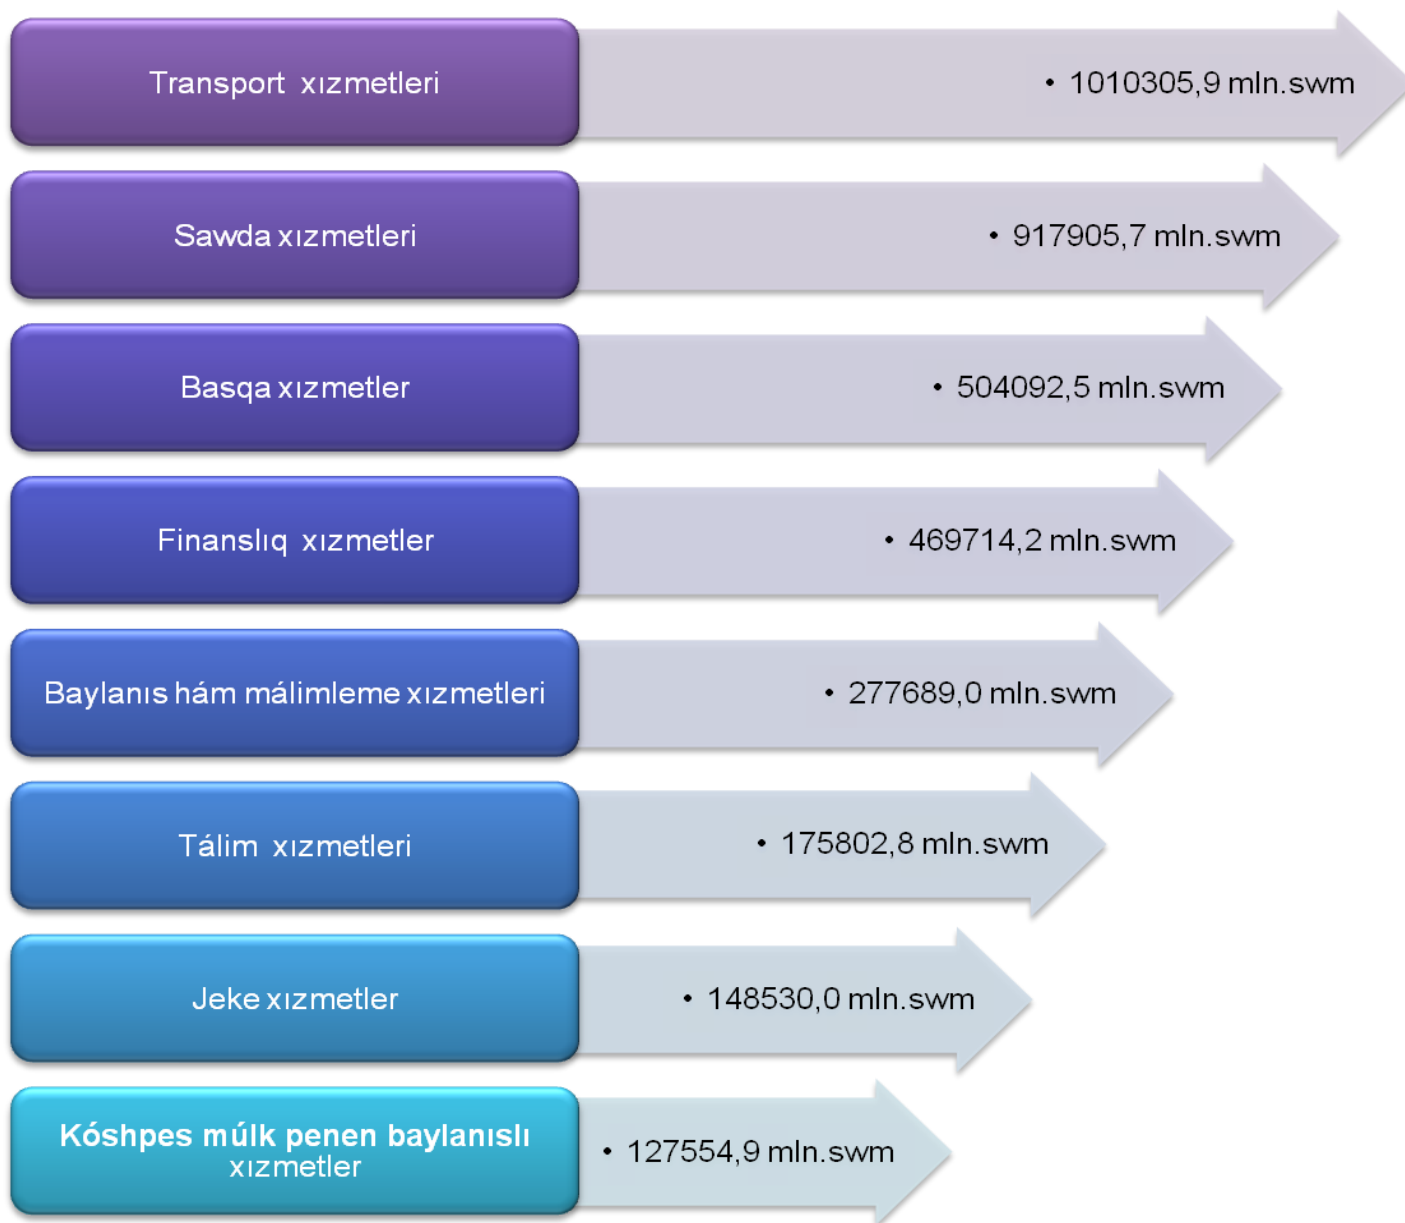 Transport xızmetleri
• 1010305,9 mln.swm
Sawda xızmetleri
• 917905,7 mln.swm
Basqa xızmetler
• 504092,5 mln.swm
Finanslıq xızmetler
• 469714,2 mln.swm
Baylanıs hám málimleme xızmetleri
• 277689,0 mln.swm
Tálim xızmetleri
• 175802,8 mln.swm
Jeke xızmetler
• 148530,0 mln.swm
Kóshpes múlk penen baylanıslı
xızmetler
• 127554,9 mln.swm